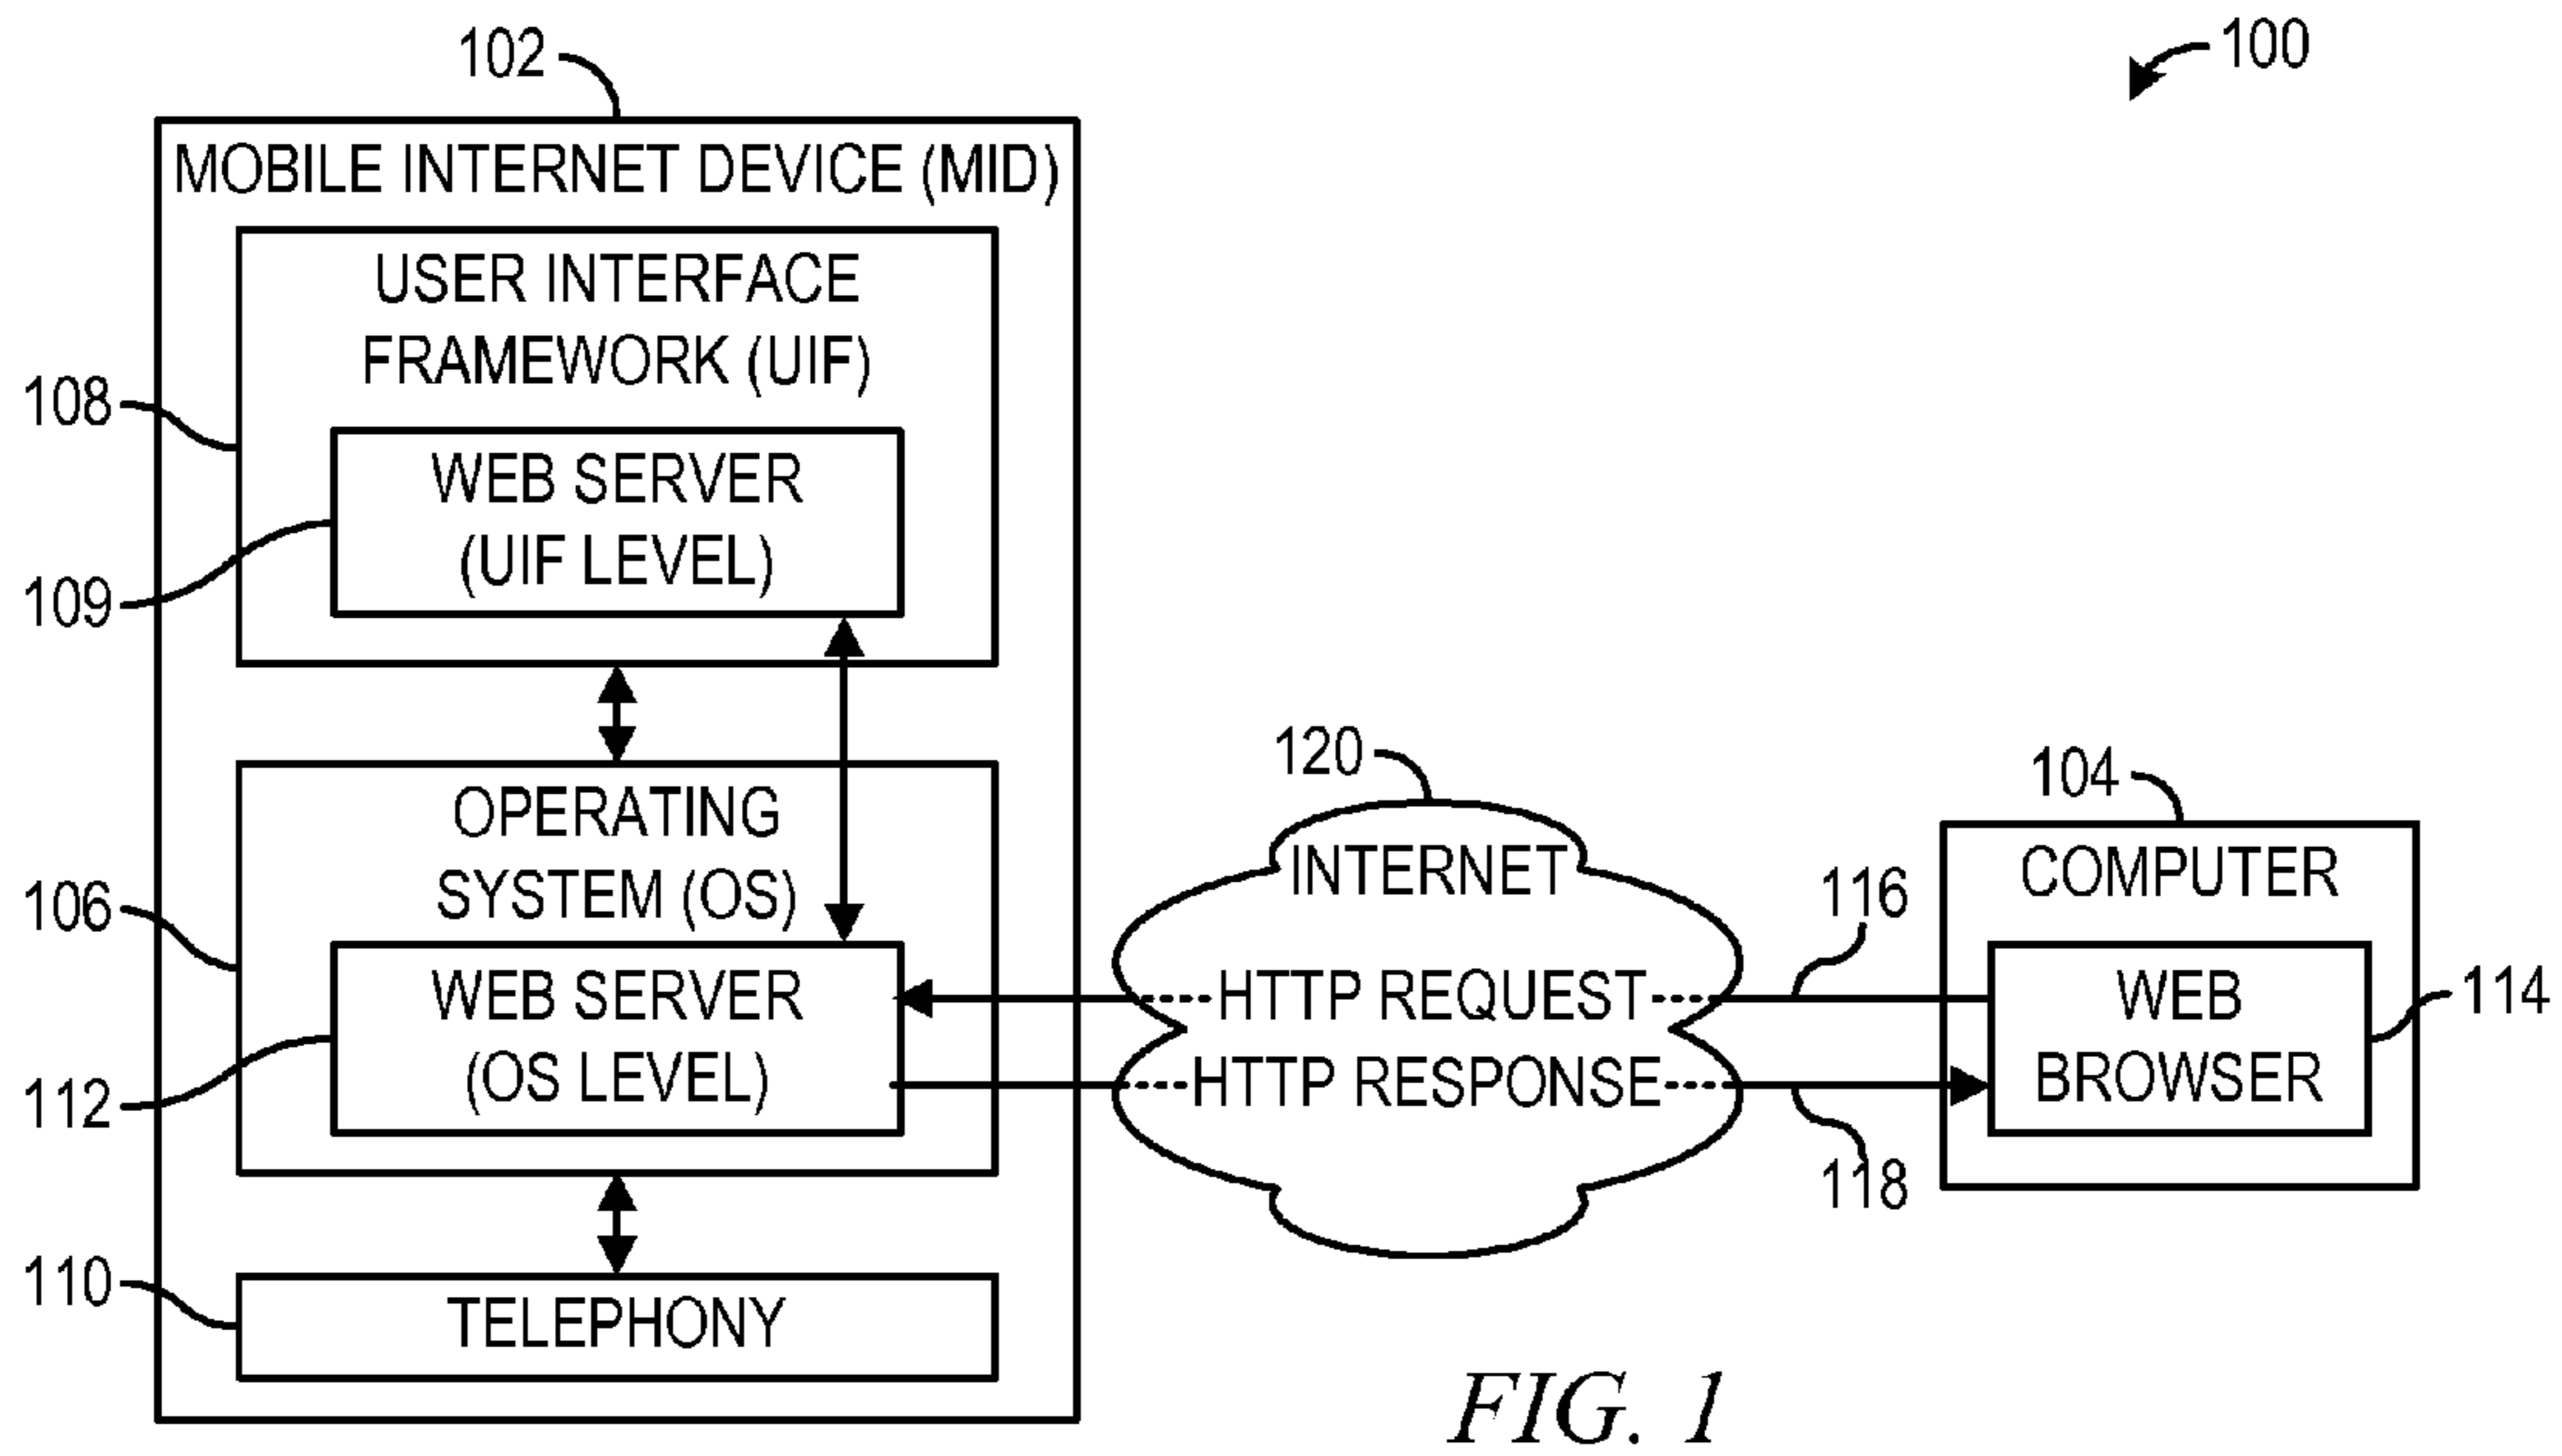 100
102
MOBILE INTERNET DEVICE (MID)
USER INTERFACE
FRAMEWORK (UIF)
108
WEB SERVER
(UIF LEVEL)
109
OPERATING
SYSTEM (OS)
106
WEB SERVER
(OS LEVEL)
112
110
TELEPHONY
120
INTERNET
HTTP REQUEST
HTTP RESPONSE
116
118
104
COMPUTER
WEB
BROWSER
114
FIG. 1